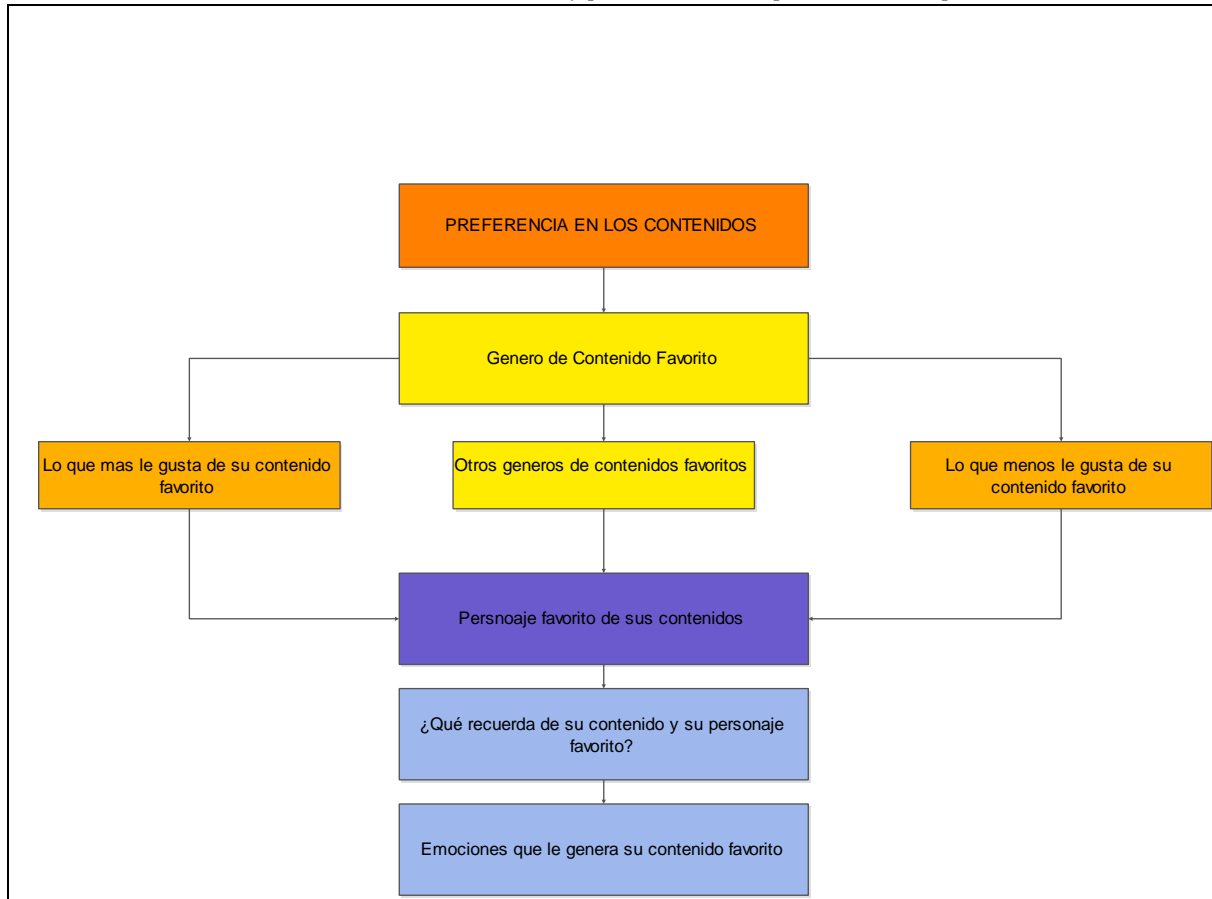 PREFERENCIA EN LOS CONTENIDOS
Genero de Contenido Favorito
Lo que mas le gusta de su contenido
favorito
Otros generos de contenidos favoritos
Lo que menos le gusta de su
contenido favorito
Persnoaje favorito de sus contenidos
¿Qué recuerda de su contenido y su personaje
favorito?
Emociones que le genera su contenido favorito